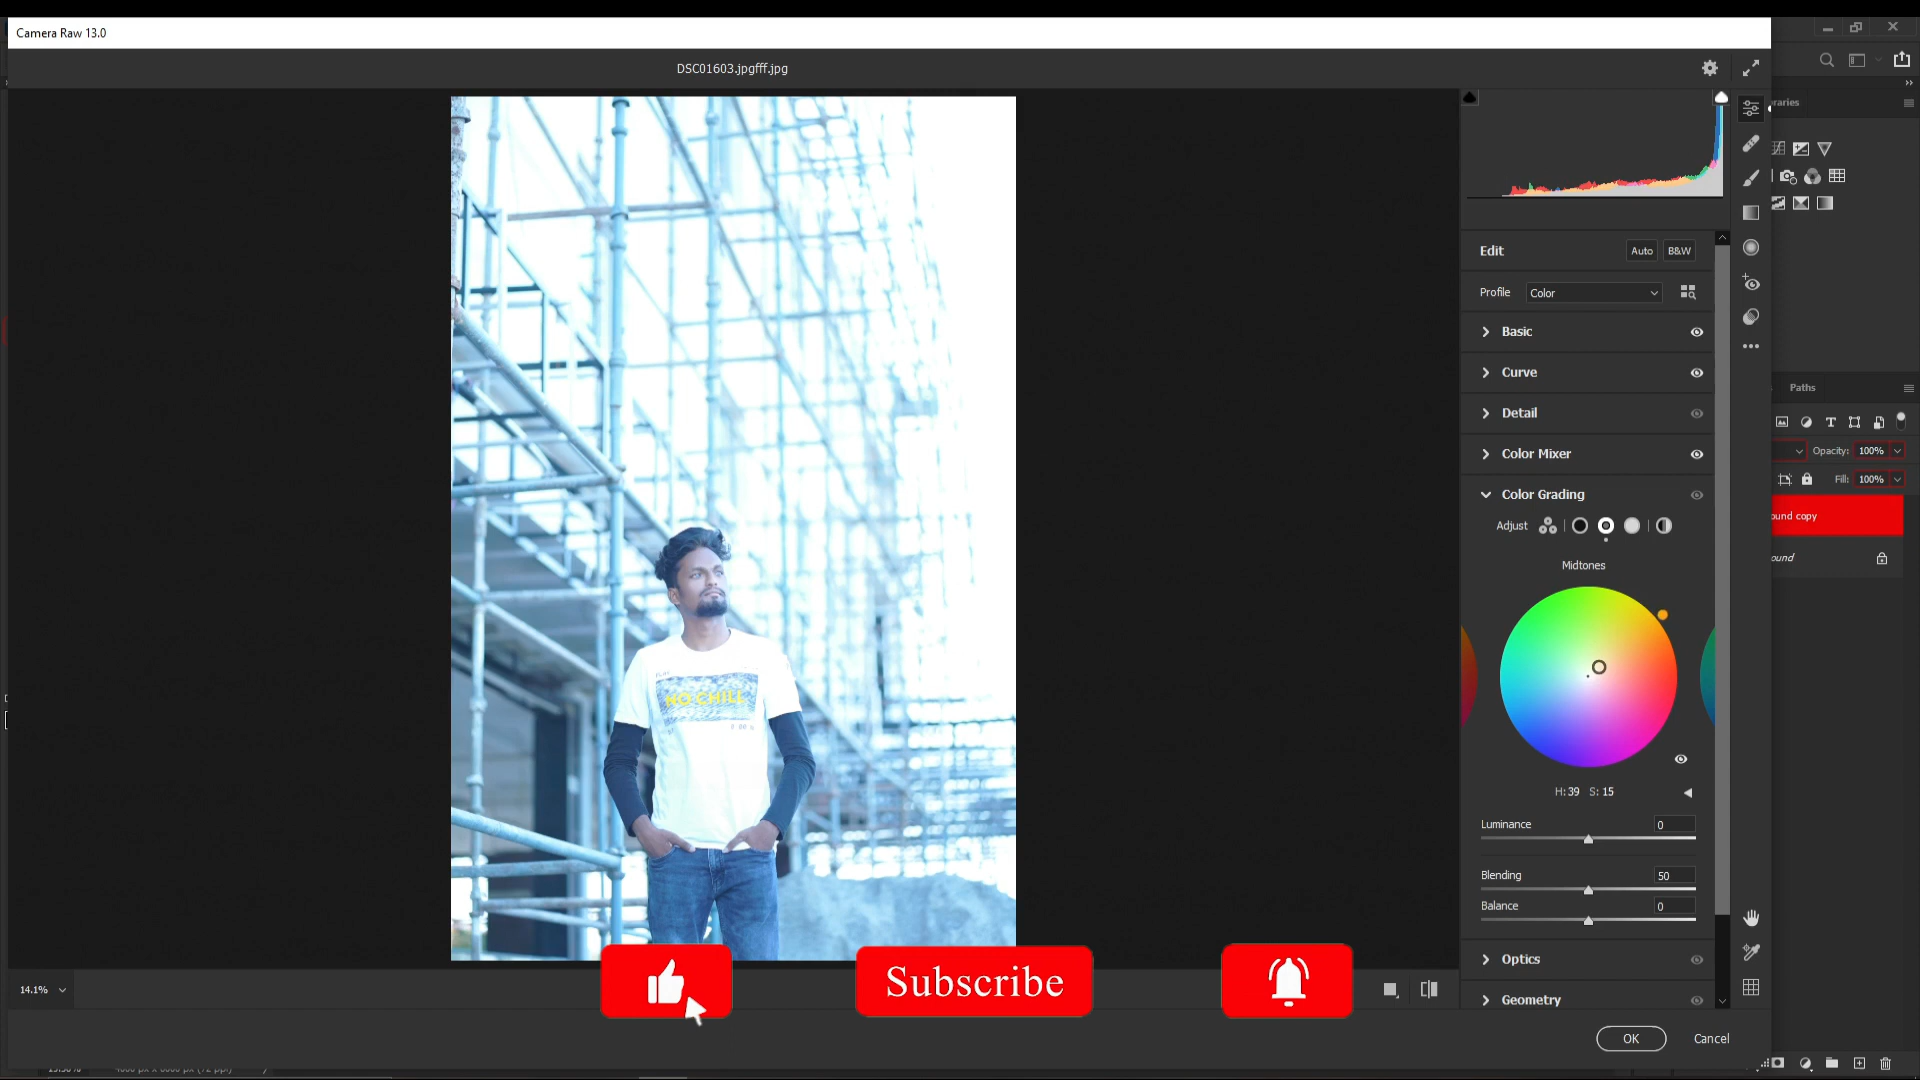 Camera Raw 13.0
DSC01603.jpgfff.jpg
Edit
Auto
B&W
Profile
Color
Basic
Curve
Detail
Color Mixer
Color Grading
Adjust
Midtones
H: 39 S: 15
Luminance
0
Blending
50
Balance
0
Optics
Geometry
OK
Cancel
14.1%
Paths
Opacity: 100%
Fill: 100%
NO CHILL
Subscribe